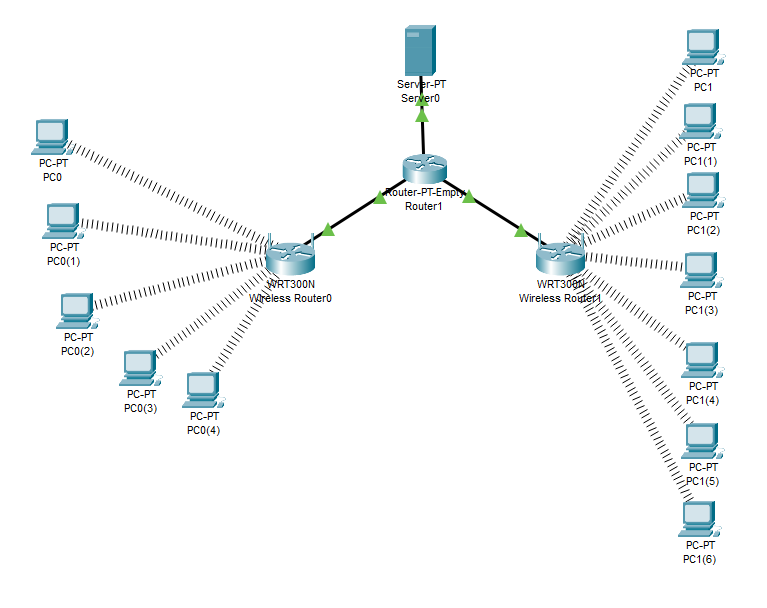 Server-PT
Server0
Router-PT-Empty
Router1
WRT300N
Wireless Router0
WRT300N
Wireless Router1
PC-PT
PC0
PC-PT
PC0(1)
PC-PT
PC0(2)
PC-PT
PC0(3)
PC-PT
PC0(4)
PC-PT
PC1
PC-PT
PC1(1)
PC-PT
PC1(2)
PC-PT
PC1(3)
PC-PT
PC1(4)
PC-PT
PC1(5)
PC-PT
PC1(6)